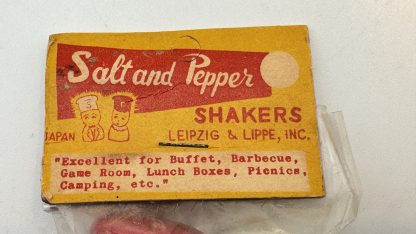 Salt and Pepper
SHAKERS
JAPAN
LEIPZIG & LIPPE, INC.
"Excellent for Buffet, Barbecue,
Game Room, Lunch Boxes, Picnics,
Camping, etc."